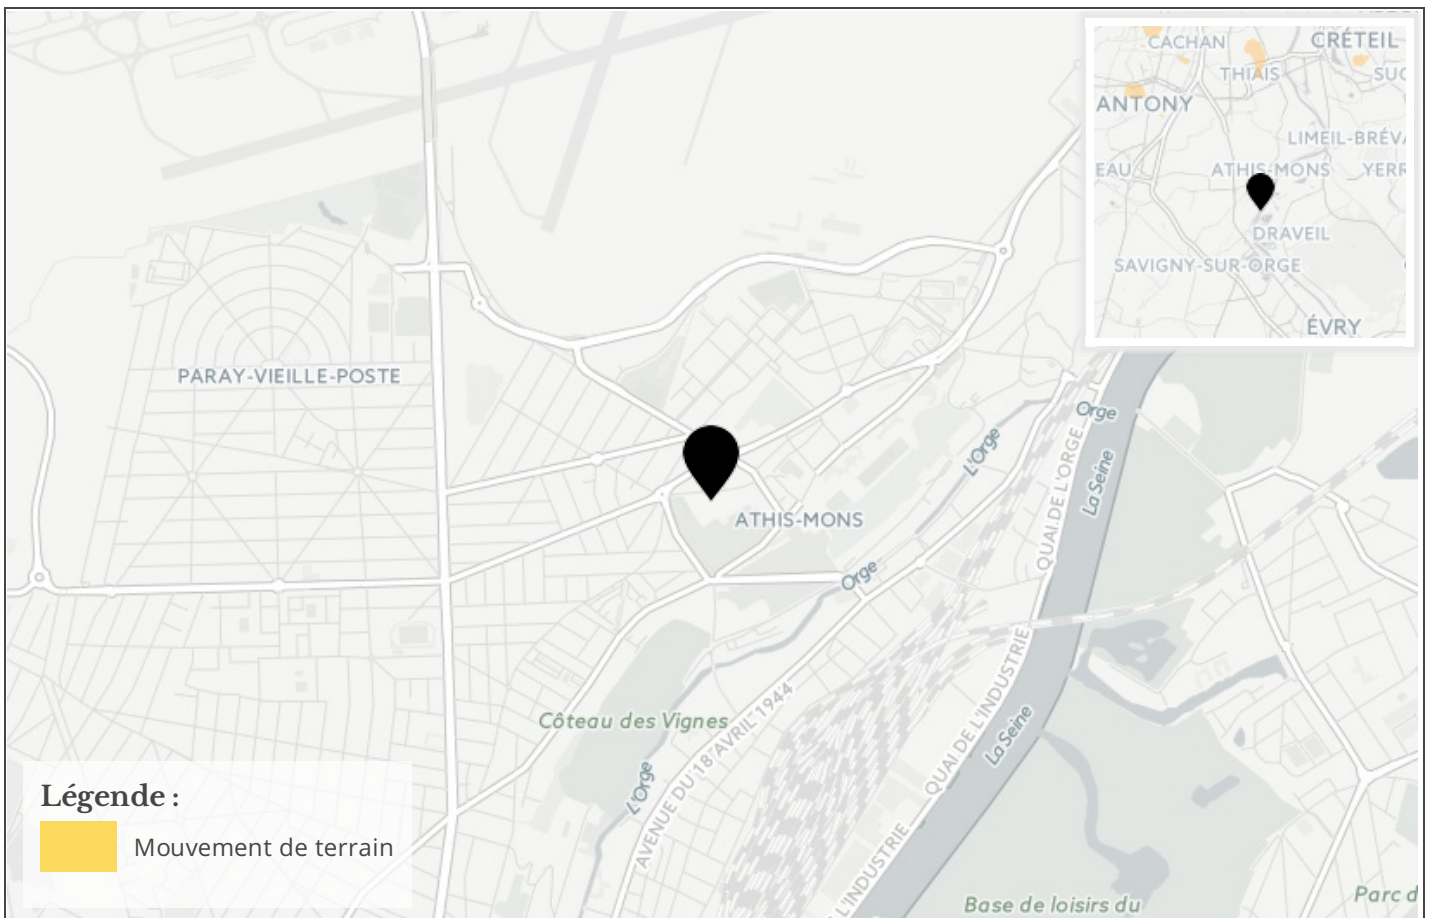 CACHAN
CRÉTEIL
THIAIS
SUC
ANTONY
LIMEIL-BRÉV
EAU
ATHIS-MONS
YERR
DRAVEIL
SAVIGNY-SUR-ORGE
ÉVRY
PARAY-VIEILLE-POSTE
Orge
L'Orge
La Seine
QUAI DE L'ORGE
ATHIS-MONS
Orge
Côteau des Vignes
AVENUE DU 18 AVRIL 1944
QUAI DE L'INDUSTRIE
La Seine
L'Orge
Légende :
Mouvement de terrain
L'INDUSTRIE
Parc d
Base de loisirs du